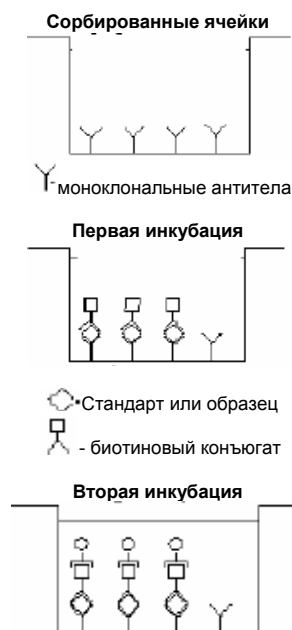 Сорбированные ячейки
моноклональные антитела
Первая инкубация
Стандарт или образец
- биотиновый конъюгат
Вторая инкубация